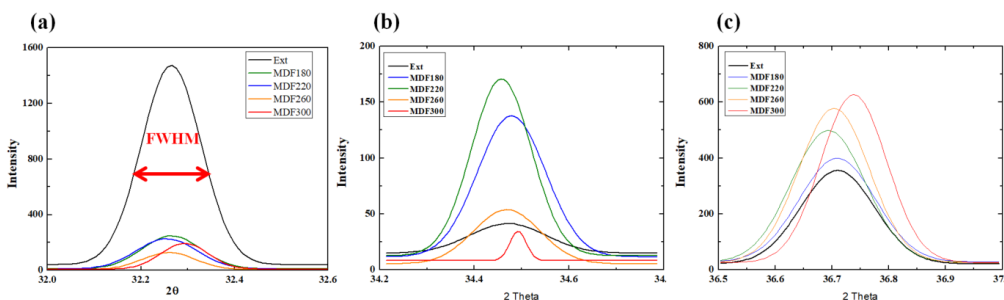 (a)
1600
1200
800
400
0
Intensity
32.0
32.2
32.4
32.6
2θ
FWHM
Ext
MDF180
MDF220
MDF260
MDF300
(b)
200
150
100
50
0
Intensity
34.2
34.4
34.6
34.
2 Theta
Ext
MDF180
MDF220
MDF260
MDF300
(c)
800
600
400
200
0
Intensity
36.5
36.6
36.7
36.8
36.9
37
2 Theta
Ext
MDF180
MDF220
MDF260
MDF300